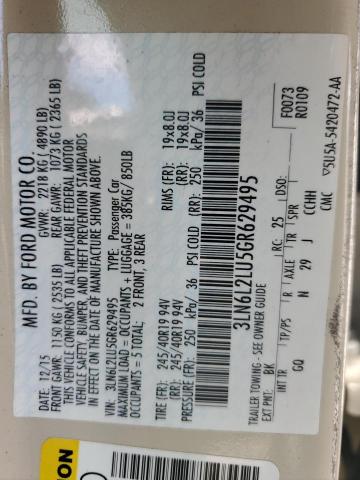 MFD. BY FORD MOTOR CO.
DATE: 12/15 GVWR: 2218 KG ( 4890 LB)
FRONT GAWR: 1150 KG ( 2535 LB) REAR GAWR: 1073 KG ( 2365 LB)
THIS VEHICLE CONFORMS TO ALL APPLICABLE FEDERAL MOTOR
VEHICLE SAFETY, BUMPER, AND THEFT PREVENTION STANDARDS
IN EFFECT ON THE DATE OF MANUFACTURE SHOWN ABOVE.
VIN: 3LN6L2LU5GR629495 TYPE: Passenger Car
MAXIMUM LOAD = OCCUPANTS + LUGGAGE = 385KG/ 850LB
OCCUPANTS = 5 TOTAL: 2 FRONT, 3 REAR
TIRE (FR): 245/40R19 94V RIMS (FR): 19x8.0J
TIRE (RR): 245/40R19 94V (RR): 19x8.0J
PRESSURE (FR): 250 kPa/ 36 PSI COLD (RR): 250 kPa/ 36 PSI COLD
3LN6L2LU5GR629495
TRAILER TOWING - SEE OWNER GUIDE
F0073
R0109
EXT PNT: BK RC: 25 DSO:
INT TR TP/PS R AXLE TR SPR
GQ N 29 J CCHH
CMC
5U5A-5420472-AA
ON